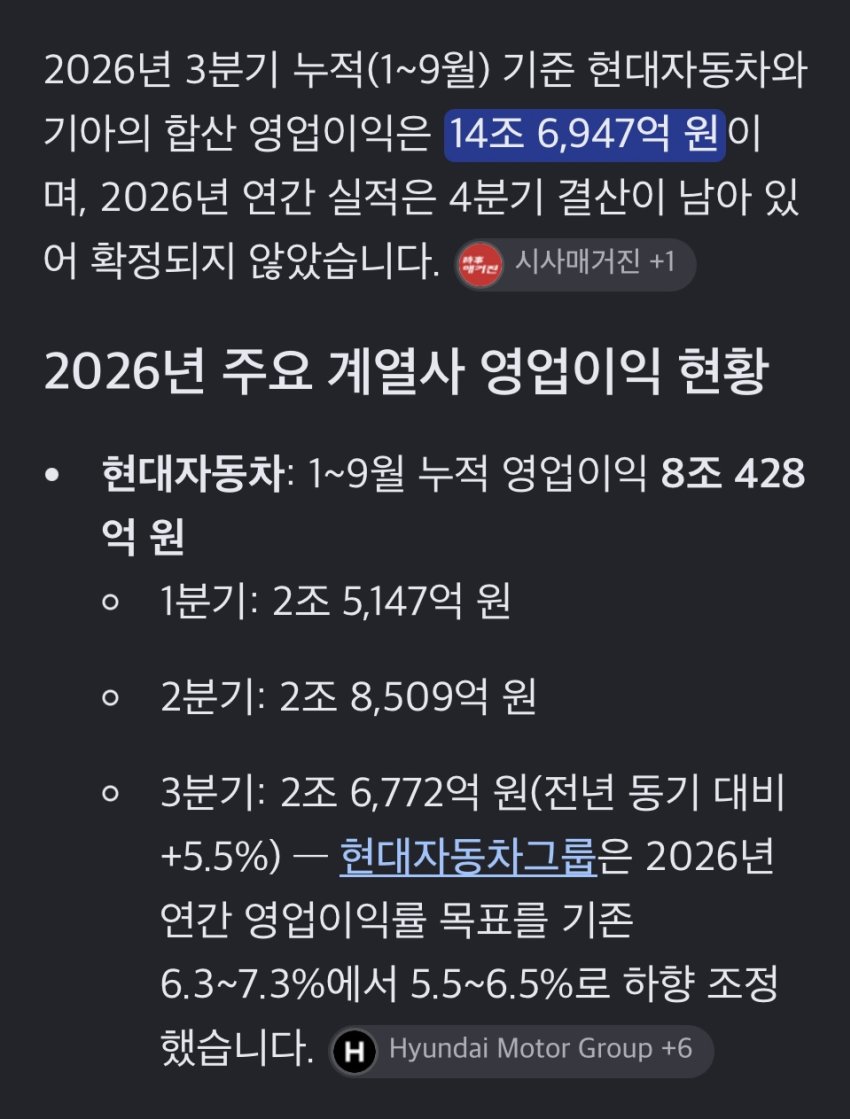 2026년 3분기 누적(1~9월) 기준 현대자동차와
기아의 합산 영업이익은 14조 6,947억 원이
며, 2026년 연간 실적은 4분기 결산이 남아 있
어 확정되지 않았습니다. 時事 매거진 시사매거진 +1
2026년 주요 계열사 영업이익 현황
• 현대자동차: 1~9월 누적 영업이익 8조 428
억 원
○ 1분기: 2조 5,147억 원
○ 2분기: 2조 8,509억 원
○ 3분기: 2조 6,772억 원(전년 동기 대비
+5.5%) — 현대자동차그룹은 2026년
연간 영업이익률 목표를 기존
6.3~7.3%에서 5.5~6.5%로 하향 조정
했습니다. H Hyundai Motor Group +6